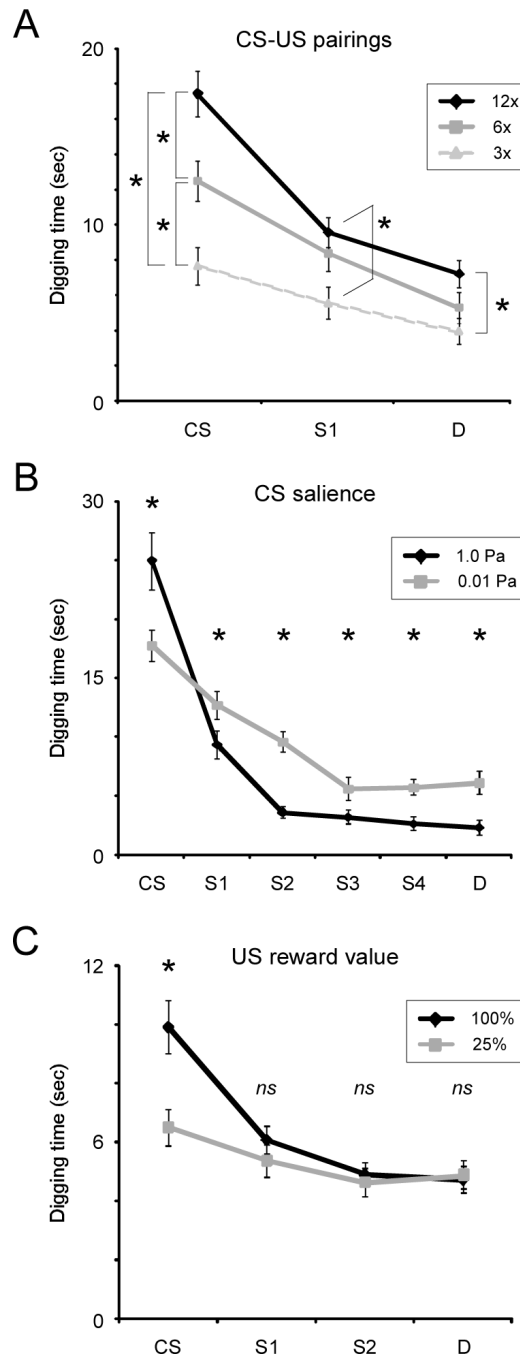 A
CS-US pairings
20
10
0
Digging time (sec)
12x
6x
3x
*
*
*
*
*
CS S1 D
B
CS salience
30
15
0
Digging time (sec)
1.0 Pa
0.01 Pa
* * * * * *
CS S1 S2 S3 S4 D
C
US reward value
12
6
0
Digging time (sec)
100%
25%
*
ns ns ns
CS S1 S2 D